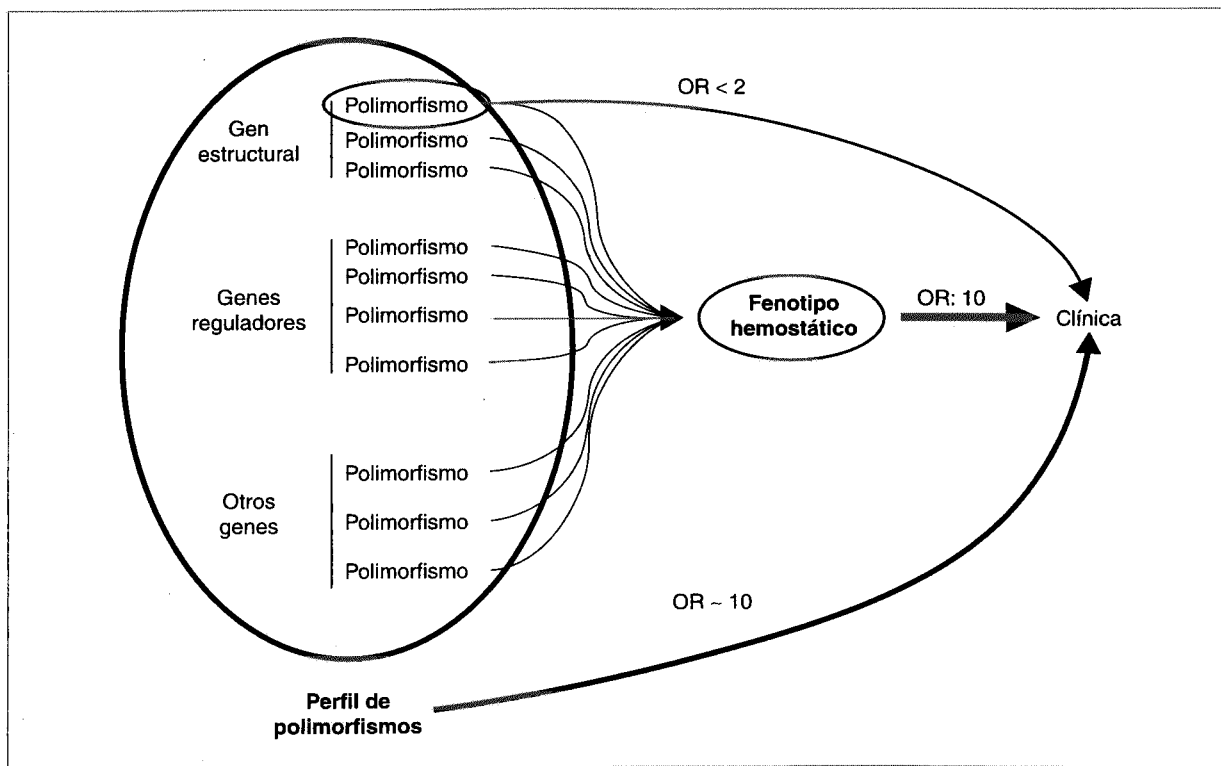 OR < 2
Gen
estructural
Polimorfismo
Polimorfismo
Polimorfismo
Genes
reguladores
Polimorfismo
Polimorfismo
Polimorfismo
Polimorfismo
Fenotipo
hemostático
OR: 10
Clínica
Otros
genes
Polimorfismo
Polimorfismo
Polimorfismo
OR ~ 10
Perfil de
polimorfismos